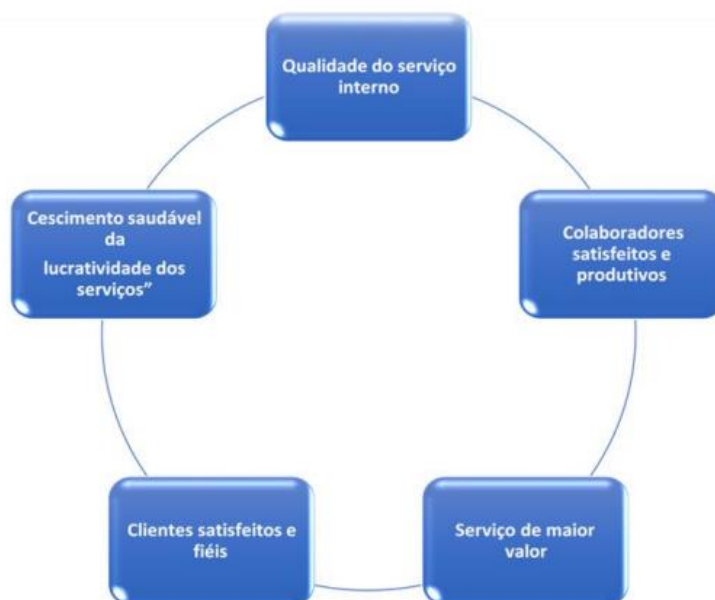 Qualidade do serviço
interno
Colaboradores
satisfeitos e
produtivos
Serviço de maior
valor
Clientes satisfeitos e
fiéis
Cescimento saudável
da
lucratividade dos
serviços”